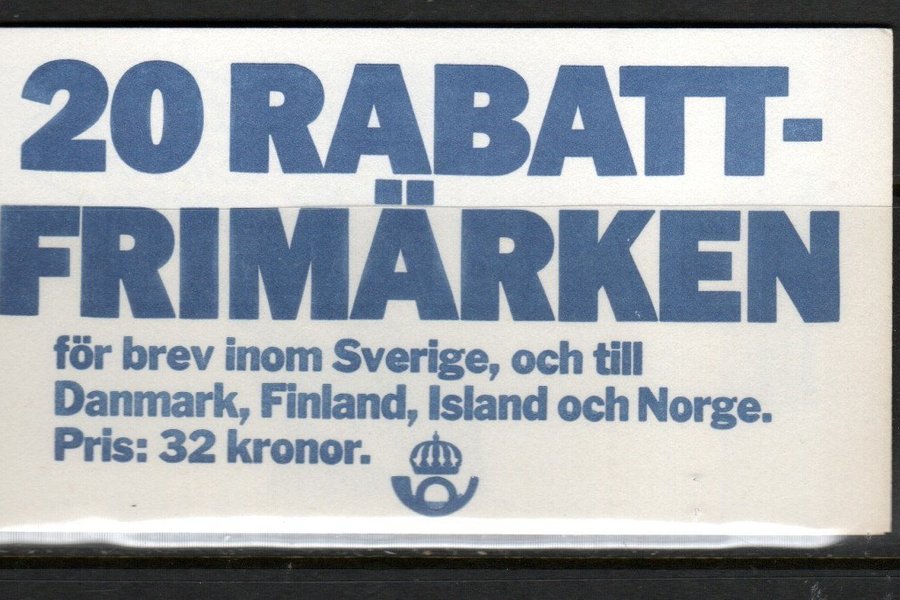 20 RABATT-
FRIMÄRKEN
för brev inom Sverige, och till
Danmark, Finland, Island och Norge.
Pris: 32 kronor.